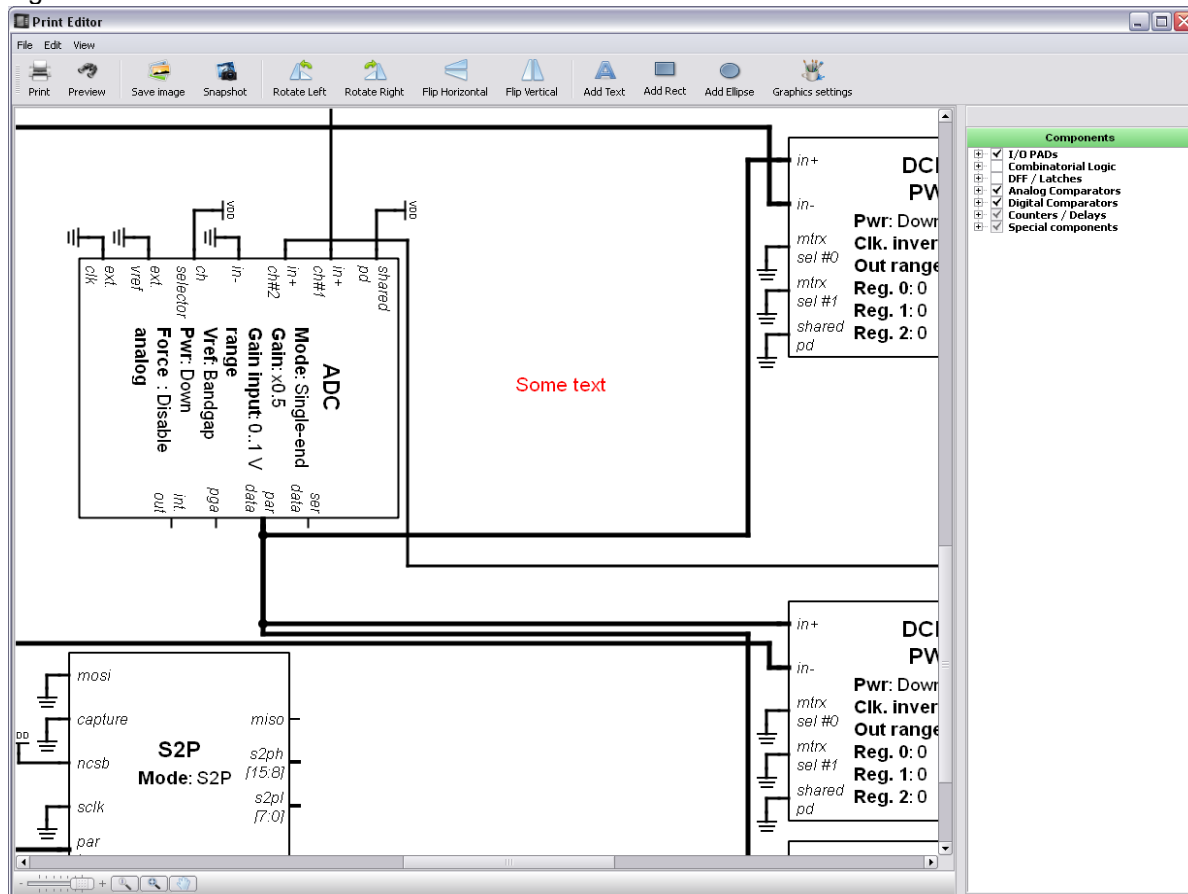 Print Editor
File Edit View
Print Preview Save image Snapshot Rotate Left Rotate Right Flip Horizontal Flip Vertical Add Text Add Rect Add Ellipse Graphics settings
Components
I/O PADs
Combinatorial Logic
DFF / Latches
Analog Comparators
Digital Comparators
Counters / Delays
Special components
VDD
VDD
ext.
clk
ext.
vref
ch
selector
in-
in+
ch#2
in+
ch#1
shared
pd
ADC
Mode: Single-end
Gain: x0.5
Gain input: 0..1 V
range
Vref: Bandgap
Pwr: Down
Force : Disable
analog
int.
out
pga
par
data
ser
data
Some text
in+
in-
mtrx
sel #0
mtrx
sel #1
shared
pd
DC
PW
Pwr: Down
Clk. inver
Out range
Reg. 0: 0
Reg. 1: 0
Reg. 2: 0
in+
in-
mtrx
sel #0
mtrx
sel #1
shared
pd
DC
PW
Pwr: Down
Clk. inver
Out range
Reg. 0: 0
Reg. 1: 0
Reg. 2: 0
mosi
capture
DD
ncsb
sclk
par
S2P
Mode: S2P
miso
s2ph
[15:8]
s2pl
[7:0]
- +